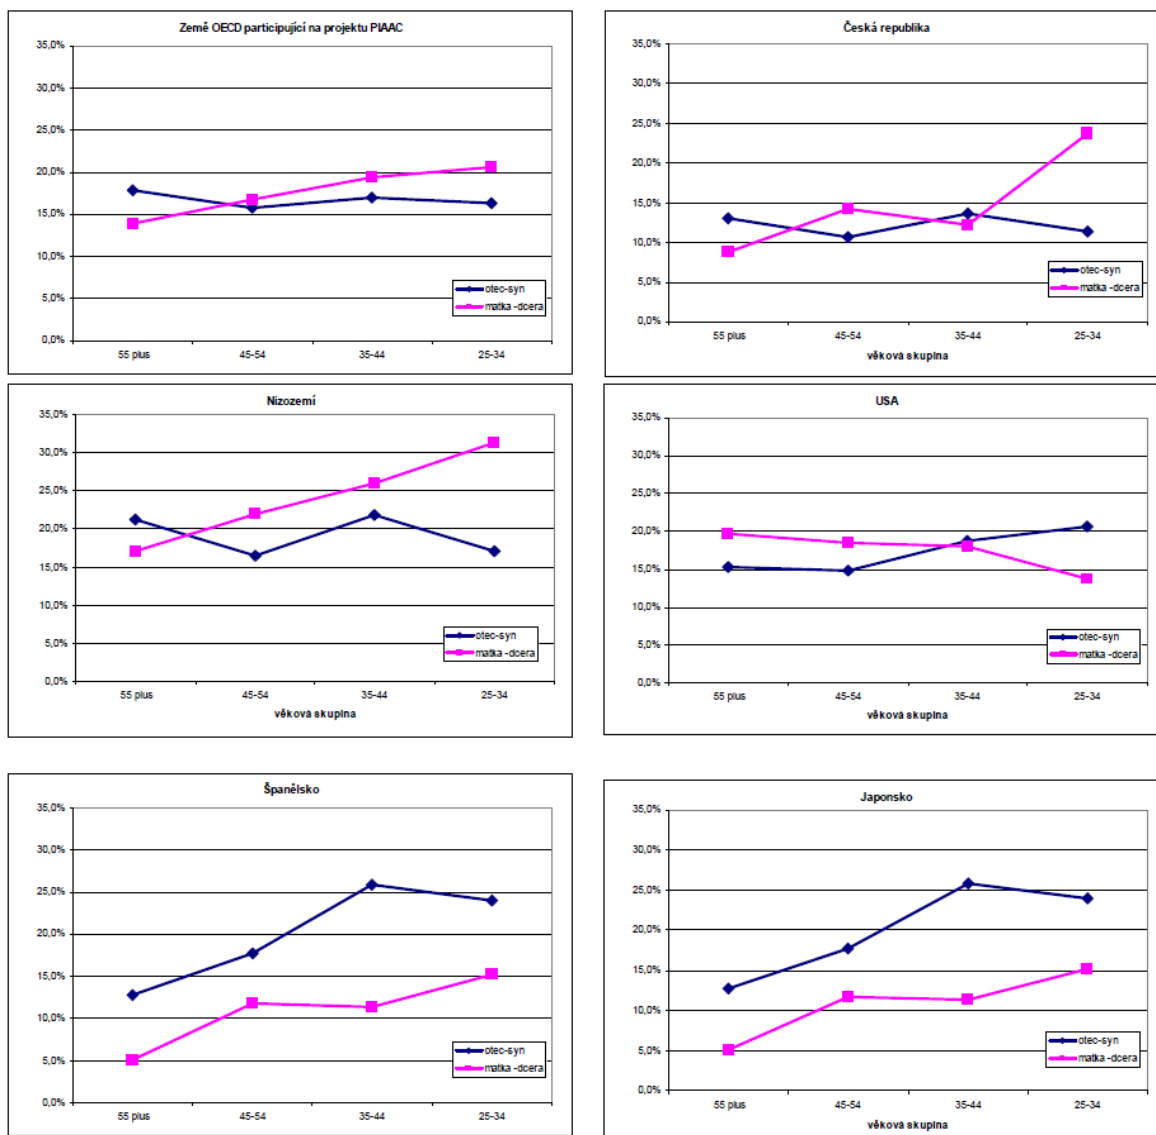 Země OECD participující na projektu PIAAC
35,0%
30,0%
25,0%
20,0%
15,0%
10,0%
5,0%
0,0%
otec-syn
matka -dcera
55 plus 45-54 35-44 25-34
Česká republika
35,0%
30,0%
25,0%
20,0%
15,0%
10,0%
5,0%
0,0%
otec-syn
matka -dcera
55 plus 45-54 35-44 25-34
věková skupina
Nizozemí
35,0%
30,0%
25,0%
20,0%
15,0%
10,0%
5,0%
0,0%
otec-syn
matka -dcera
55 plus 45-54 35-44 25-34
věková skupina
USA
35,0%
30,0%
25,0%
20,0%
15,0%
10,0%
5,0%
0,0%
otec-syn
matka -dcera
55 plus 45-54 35-44 25-34
věková skupina
Španělsko
35,0%
30,0%
25,0%
20,0%
15,0%
10,0%
5,0%
0,0%
otec-syn
matka -dcera
55 plus 45-54 35-44 25-34
Japonsko
35,0%
30,0%
25,0%
20,0%
15,0%
10,0%
5,0%
0,0%
otec-syn
matka -dcera
55 plus 45-54 35-44 25-34
věková skupina